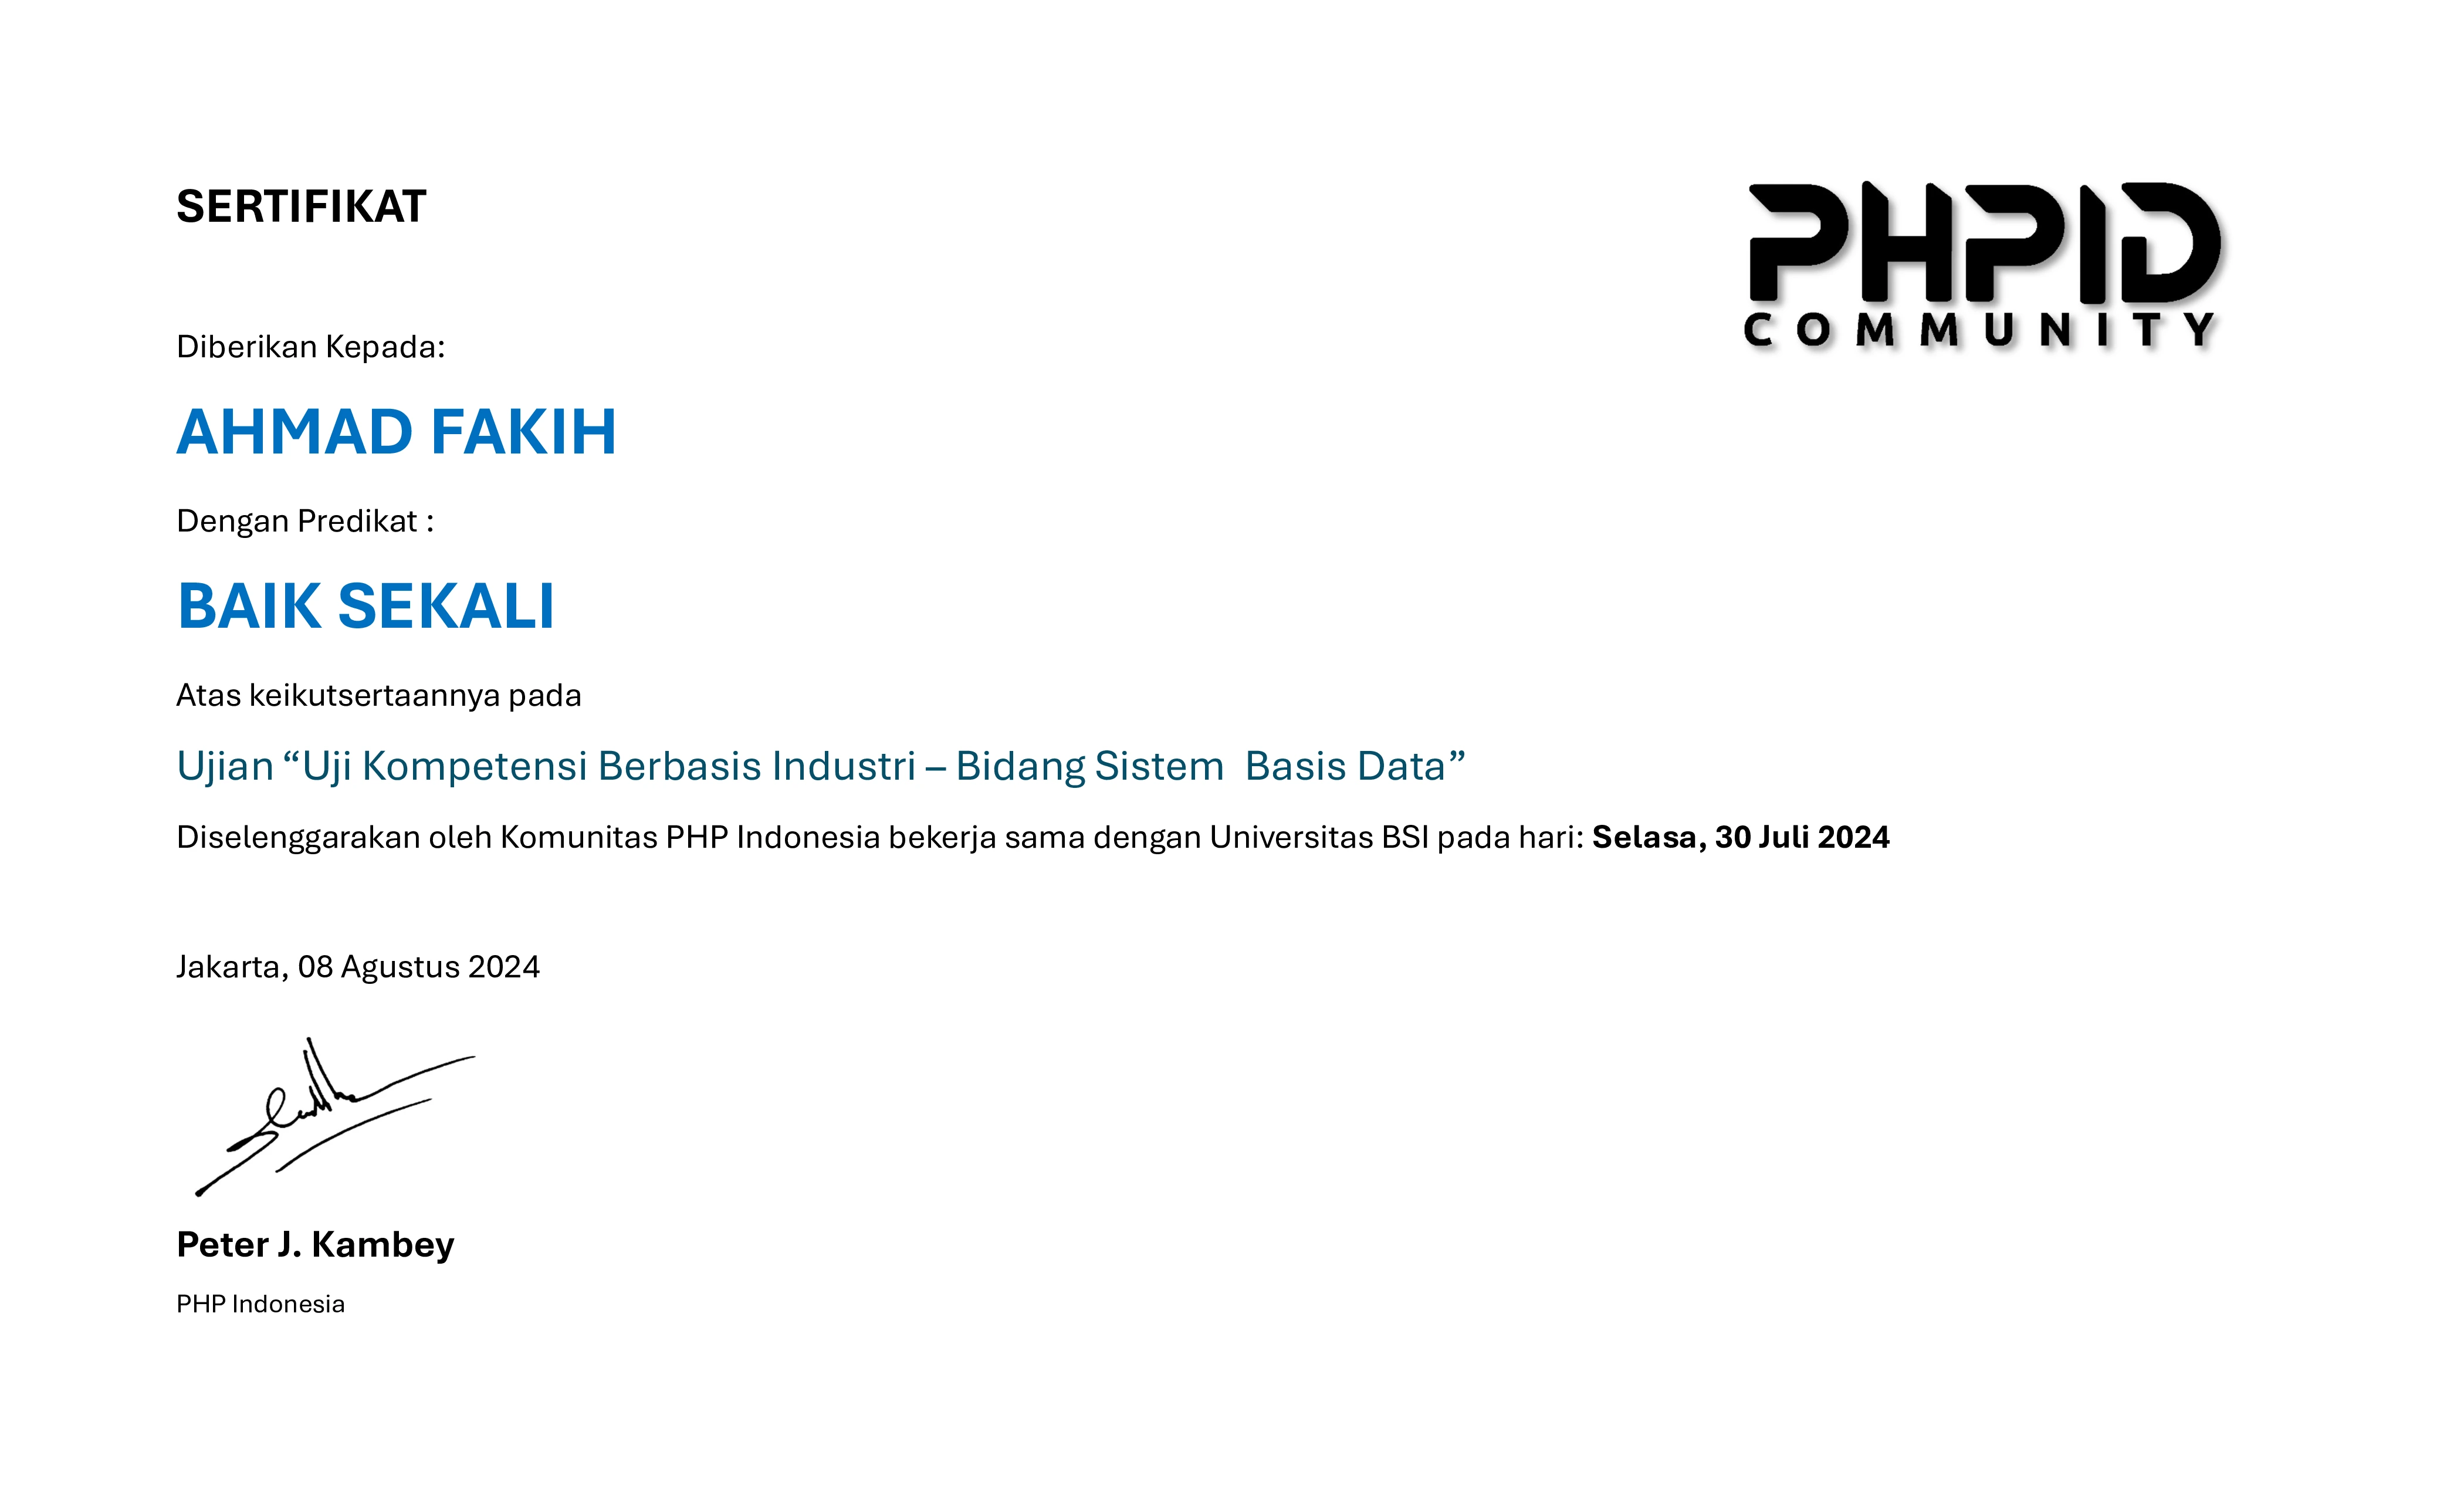 SERTIFIKAT
PHPID
COMMUNITY
Diberikan Kepada:
AHMAD FAKIH
Dengan Predikat :
BAIK SEKALI
Atas keikutsertaannya pada
Ujian “Uji Kompetensi Berbasis Industri – Bidang Sistem  Basis Data”
Diselenggarakan oleh Komunitas PHP Indonesia bekerja sama dengan Universitas BSI pada hari: Selasa, 30 Juli 2024
Jakarta, 08 Agustus 2024
Peter J. Kambey
PHP Indonesia